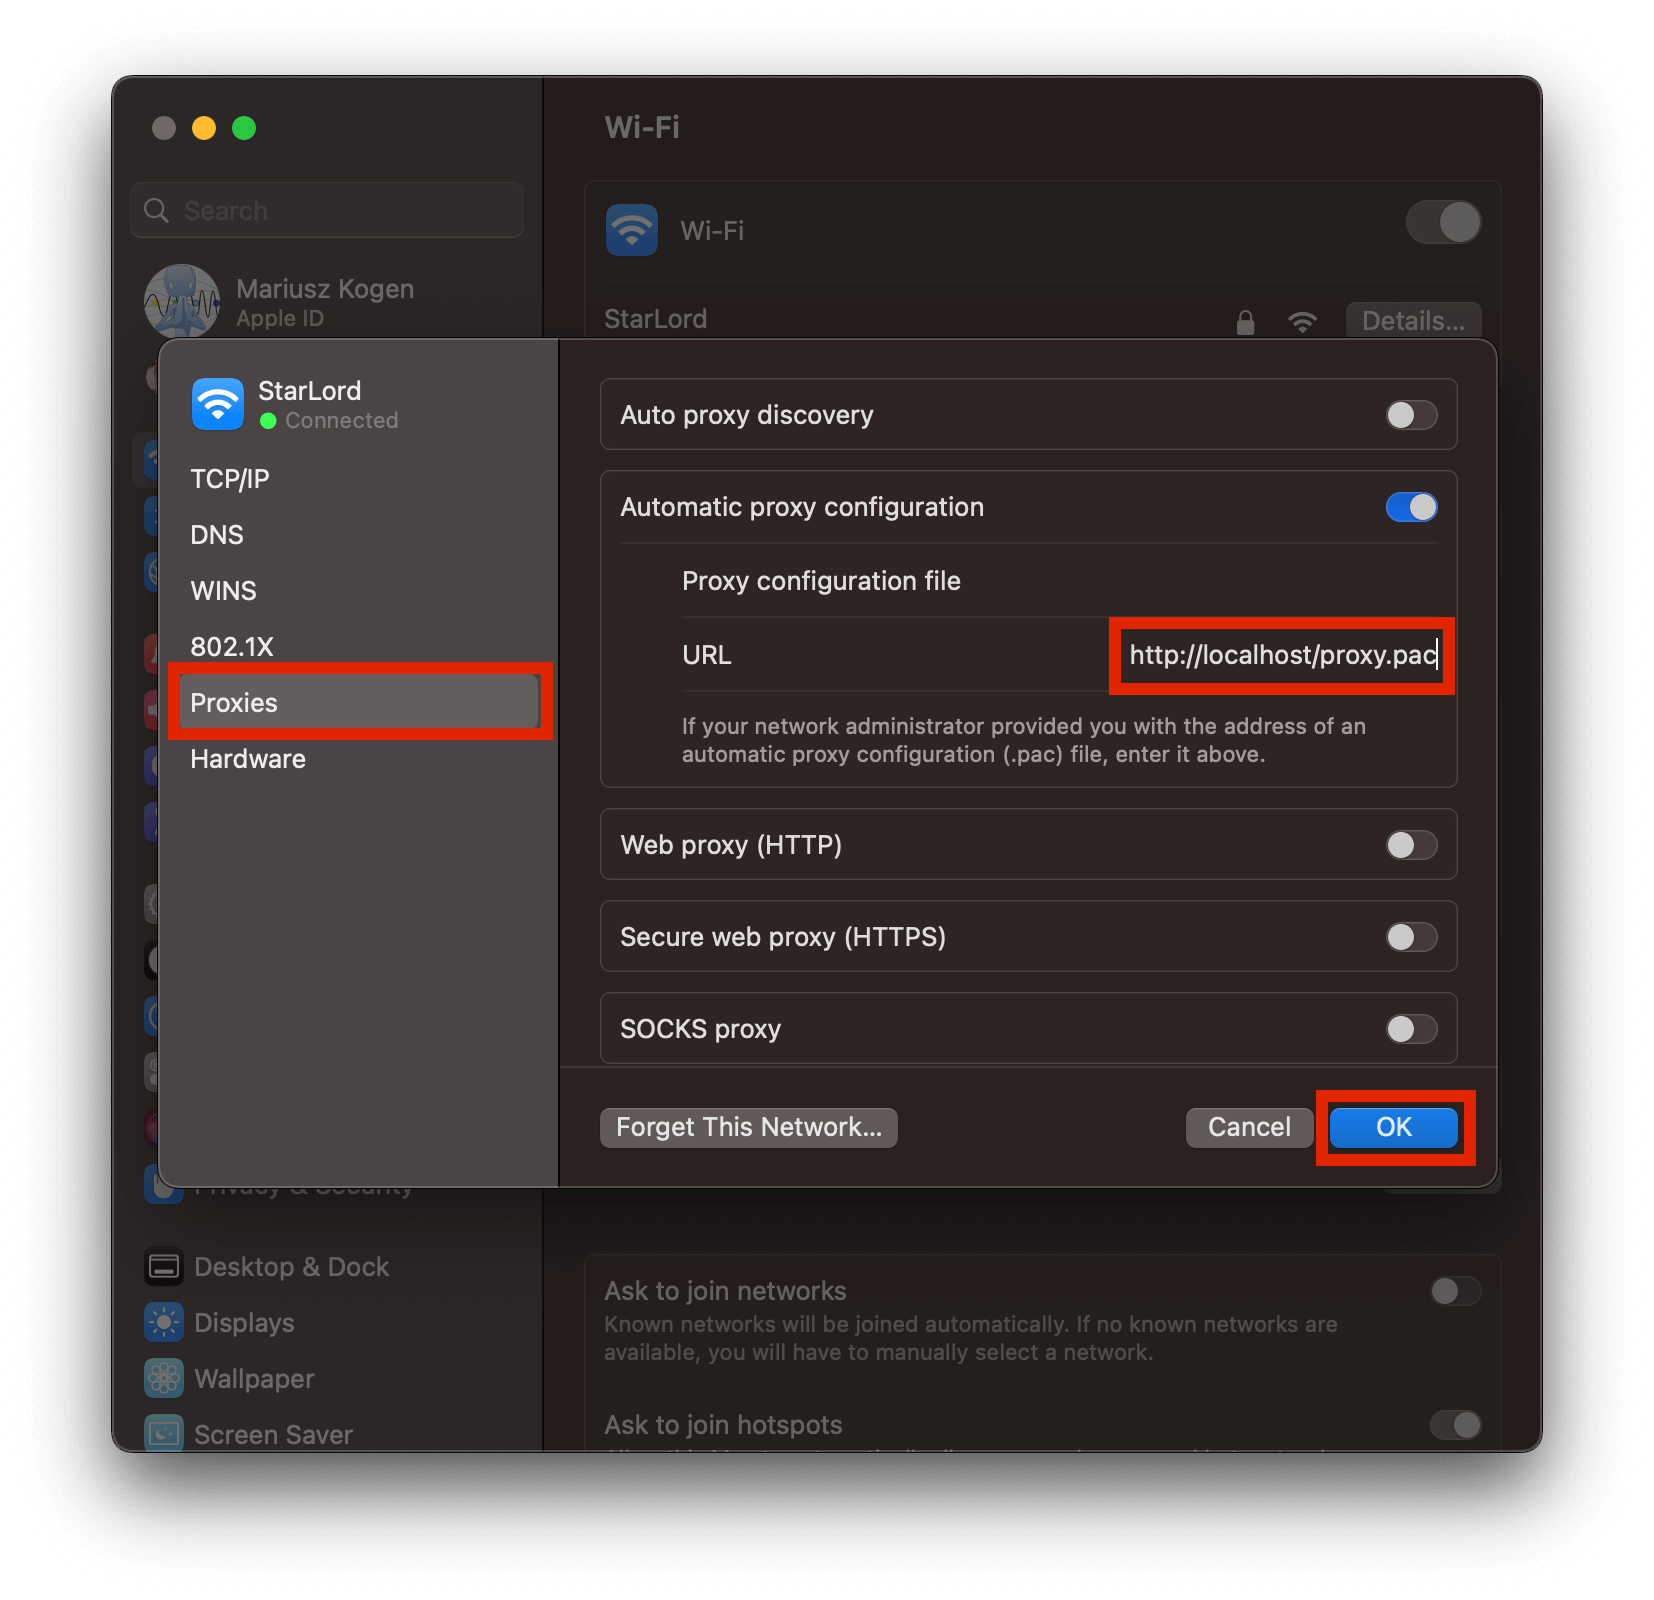 Wi-Fi
Search
Mariusz Kogen
Apple ID
Wi-Fi
StarLord
Details...
StarLord
Connected
TCP/IP
DNS
WINS
802.1X
Proxies
Hardware
Auto proxy discovery
Automatic proxy configuration
Proxy configuration file
URL
http://localhost/proxy.pac
If your network administrator provided you with the address of an
automatic proxy configuration (.pac) file, enter it above.
Web proxy (HTTP)
Secure web proxy (HTTPS)
SOCKS proxy
Forget This Network...
Cancel
OK
Privacy & Security
Desktop & Dock
Displays
Wallpaper
Screen Saver
Ask to join networks
Known networks will be joined automatically. If no known networks are
available, you will have to manually select a network.
Ask to join hotspots